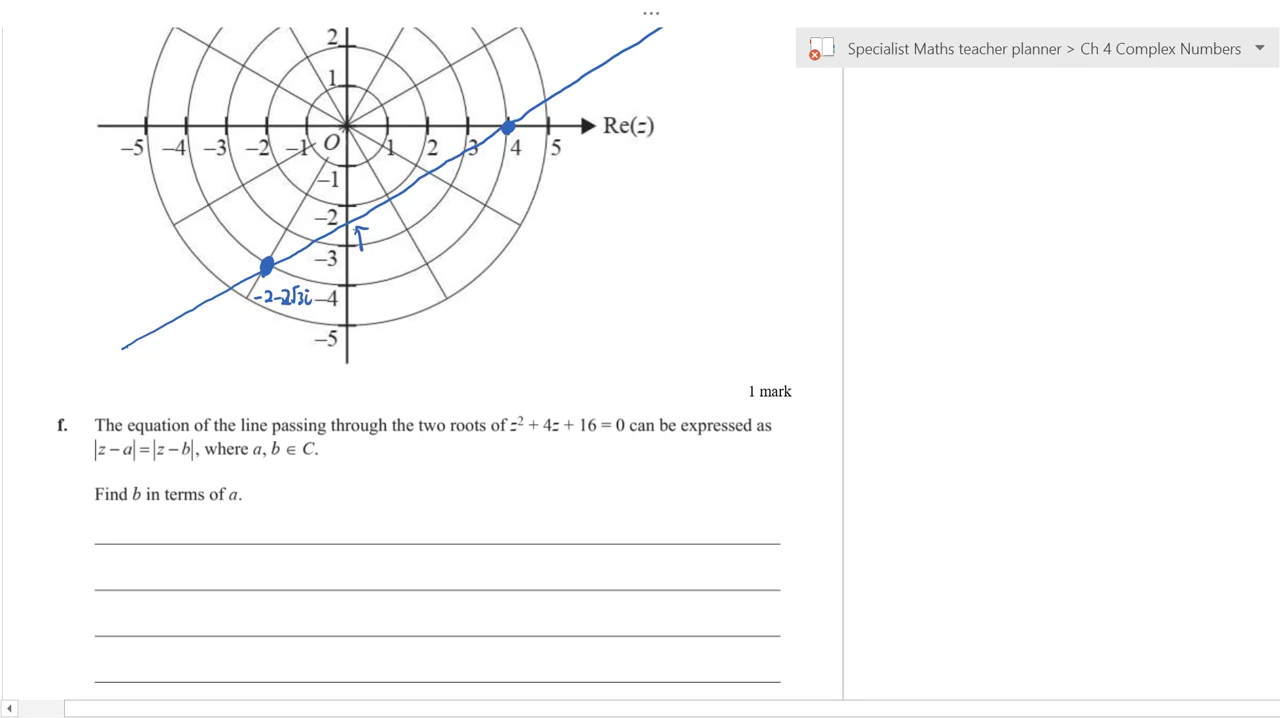 ...
Specialist Maths teacher planner > Ch 4 Complex Numbers
2
1
Re(z)
-5 -4 -3 -2 -1 O 1 2 3 4 5
-1
-2
-3
-2-2√3i -4
-5
1 mark
f. The equation of the line passing through the two roots of z² + 4z + 16 = 0 can be expressed as
|z – a| = |z – b|, where a, b ∈ C.
Find b in terms of a.